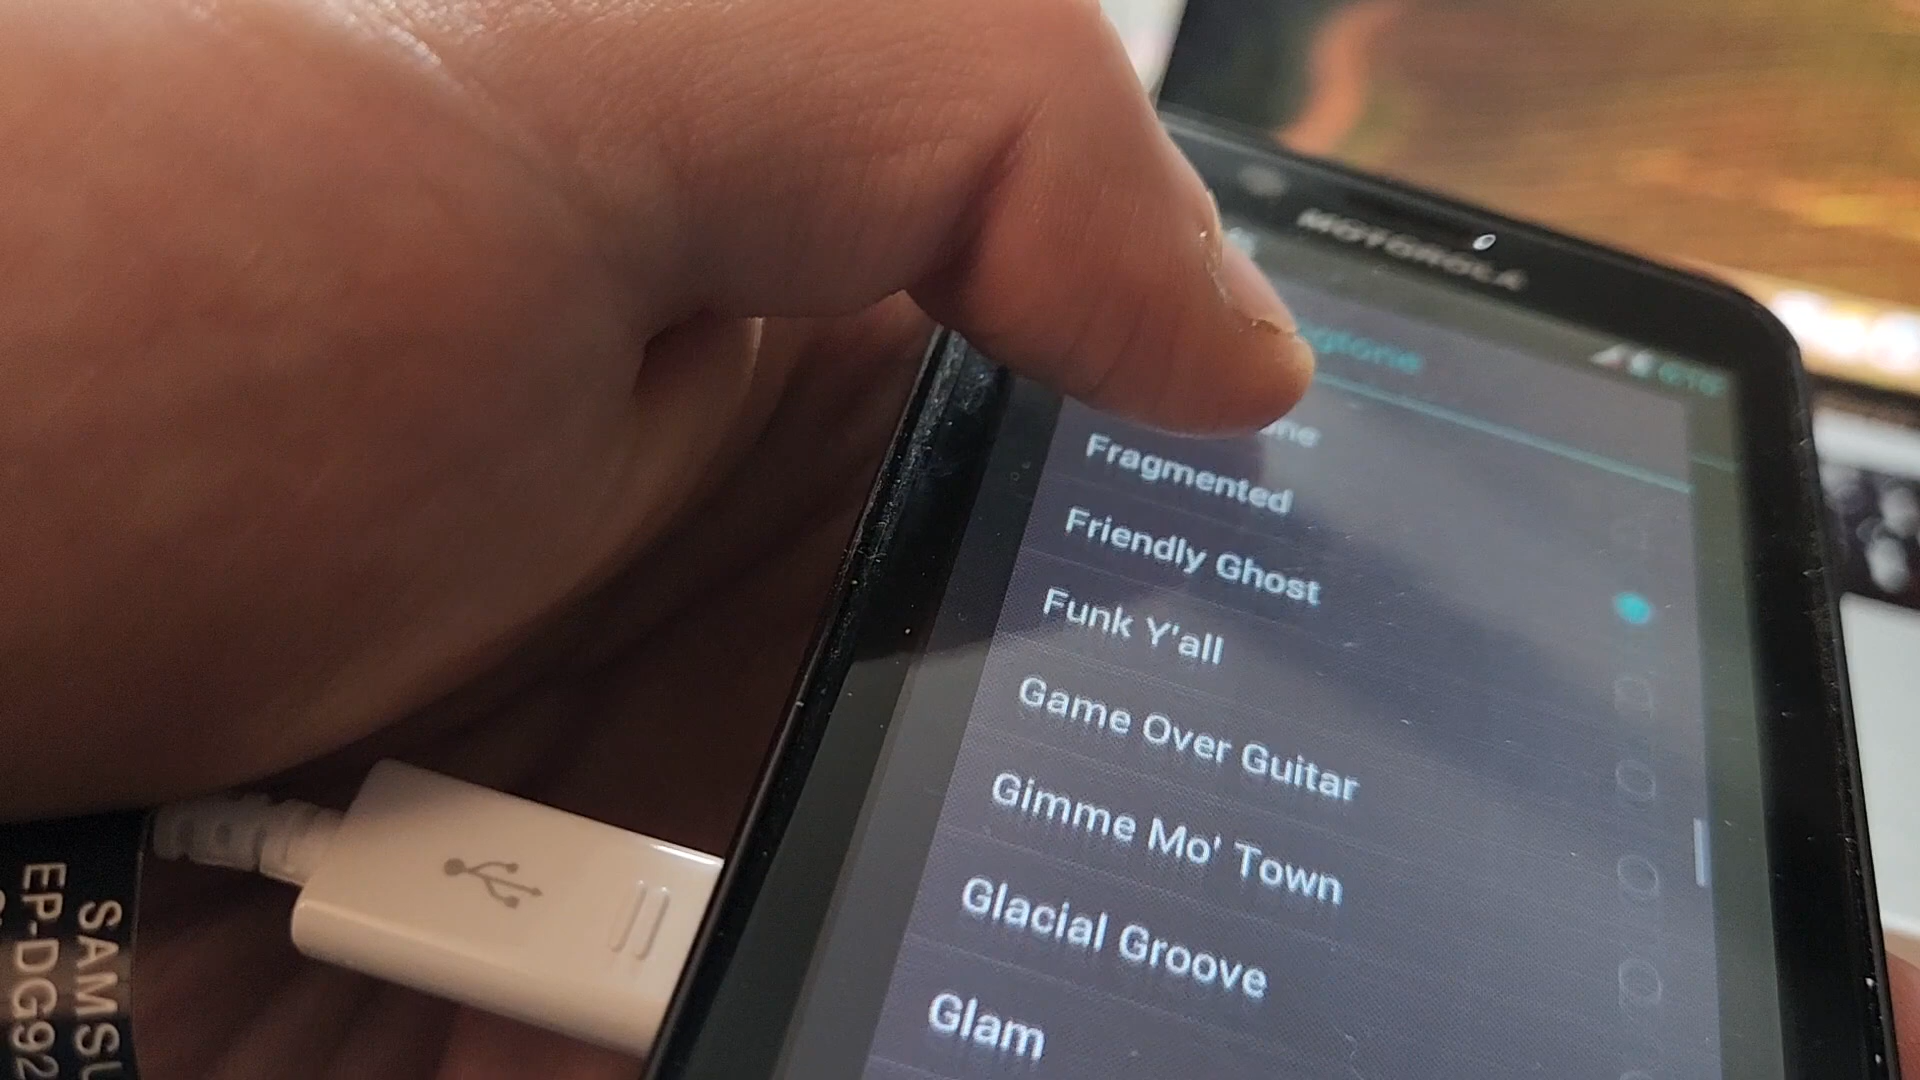 MOTOROLA
Fragmented
Friendly Ghost
Funk Y'all
Game Over Guitar
Gimme Mo' Town
Glacial Groove
Glam
SAMSU
EP-DG92